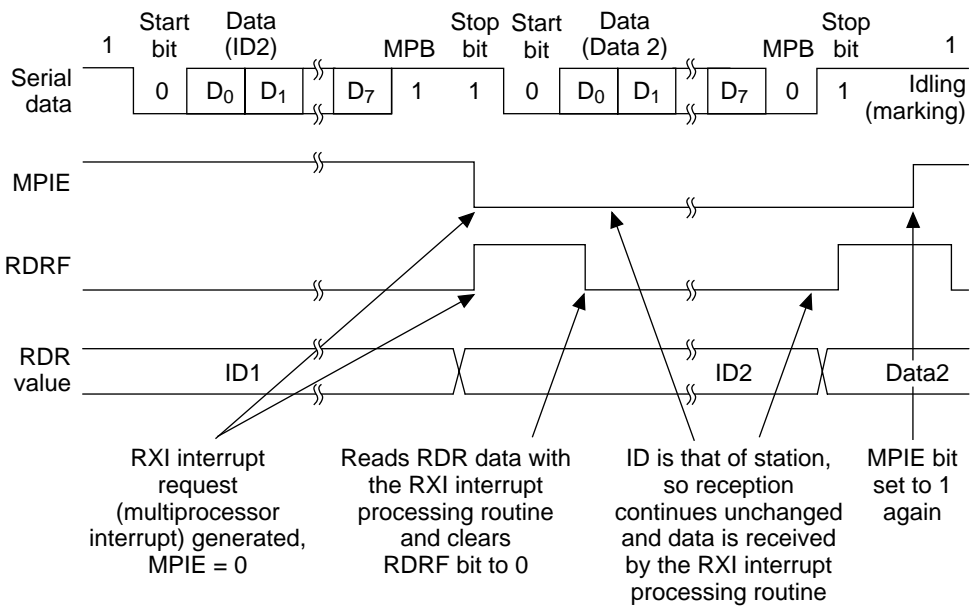 1 Start bit Data (ID2) MPB Stop bit Start bit Data (Data 2) MPB Stop bit 1
Serial data 0 D0 D1 D7 1 1 0 D0 D1 D7 0 1 Idling (marking)
MPIE
RDRF
RDR value ID1 ID2 Data2
RXI interrupt
request
(multiprocessor
interrupt) generated,
MPIE = 0
Reads RDR data with
the RXI interrupt
processing routine
and clears
RDRF bit to 0
ID is that of station,
so reception
continues unchanged
and data is received
by the RXI interrupt
processing routine
MPIE bit
set to 1
again